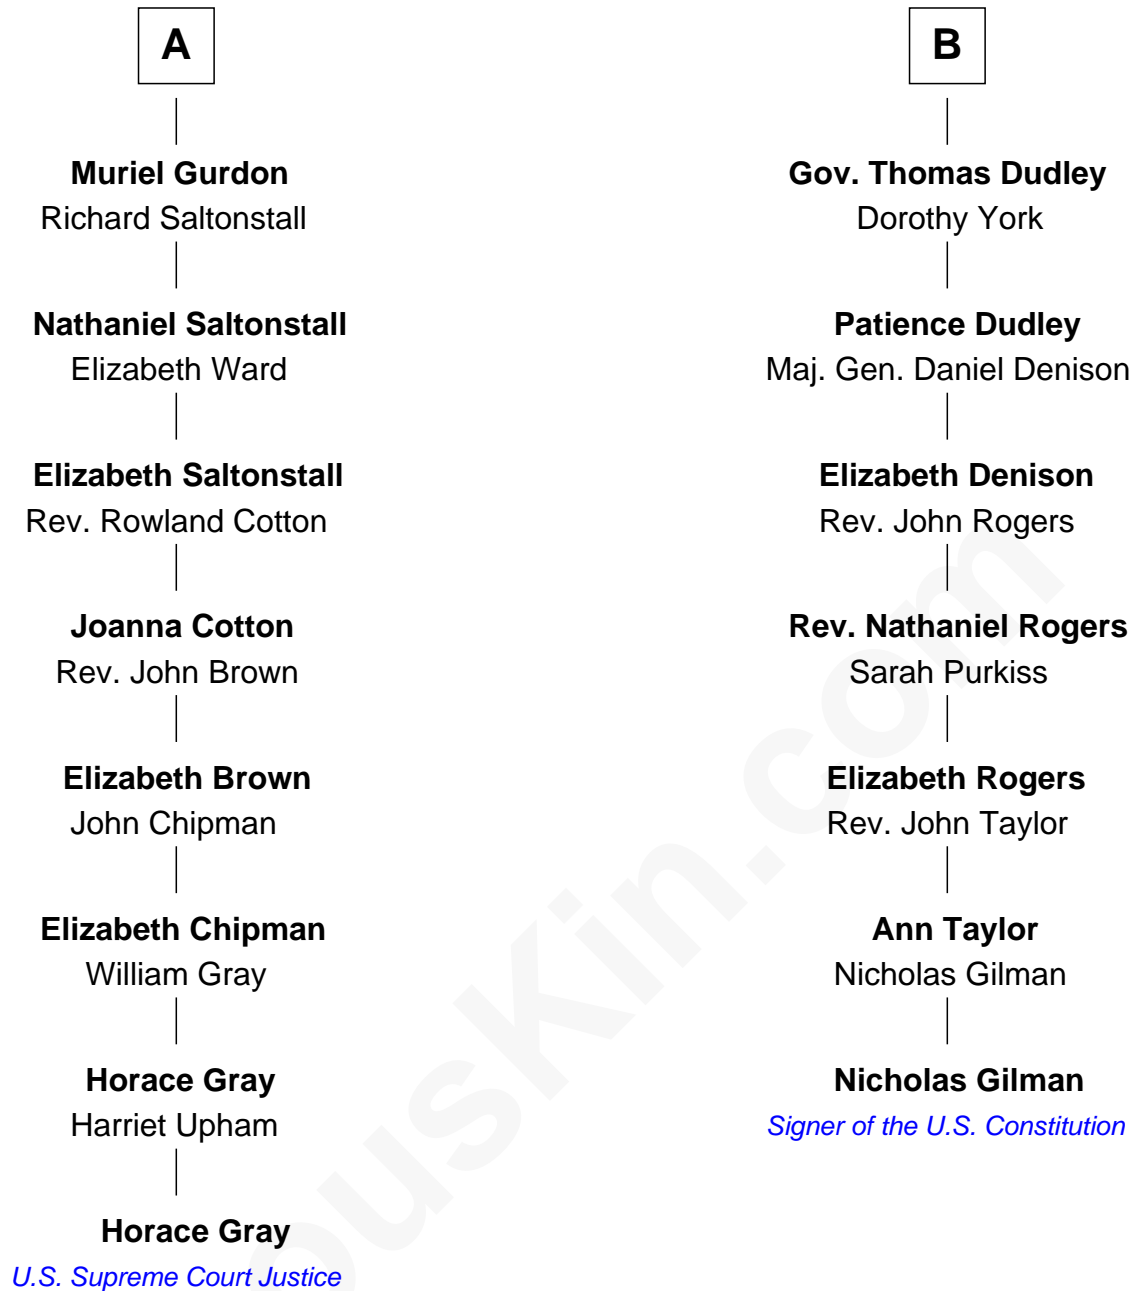 A
Muriel Gurdon
Richard Saltonstall
Nathaniel Saltonstall
Elizabeth Ward
Elizabeth Saltonstall
Rev. Rowland Cotton
Joanna Cotton
Rev. John Brown
Elizabeth Brown
John Chipman
Elizabeth Chipman
William Gray
Horace Gray
Harriet Upham
Horace Gray
U.S. Supreme Court Justice
B
Gov. Thomas Dudley
Dorothy York
Patience Dudley
Maj. Gen. Daniel Denison
Elizabeth Denison
Rev. John Rogers
Rev. Nathaniel Rogers
Sarah Purkiss
Elizabeth Rogers
Rev. John Taylor
Ann Taylor
Nicholas Gilman
Nicholas Gilman
Signer of the U.S. Constitution
ousKin.com